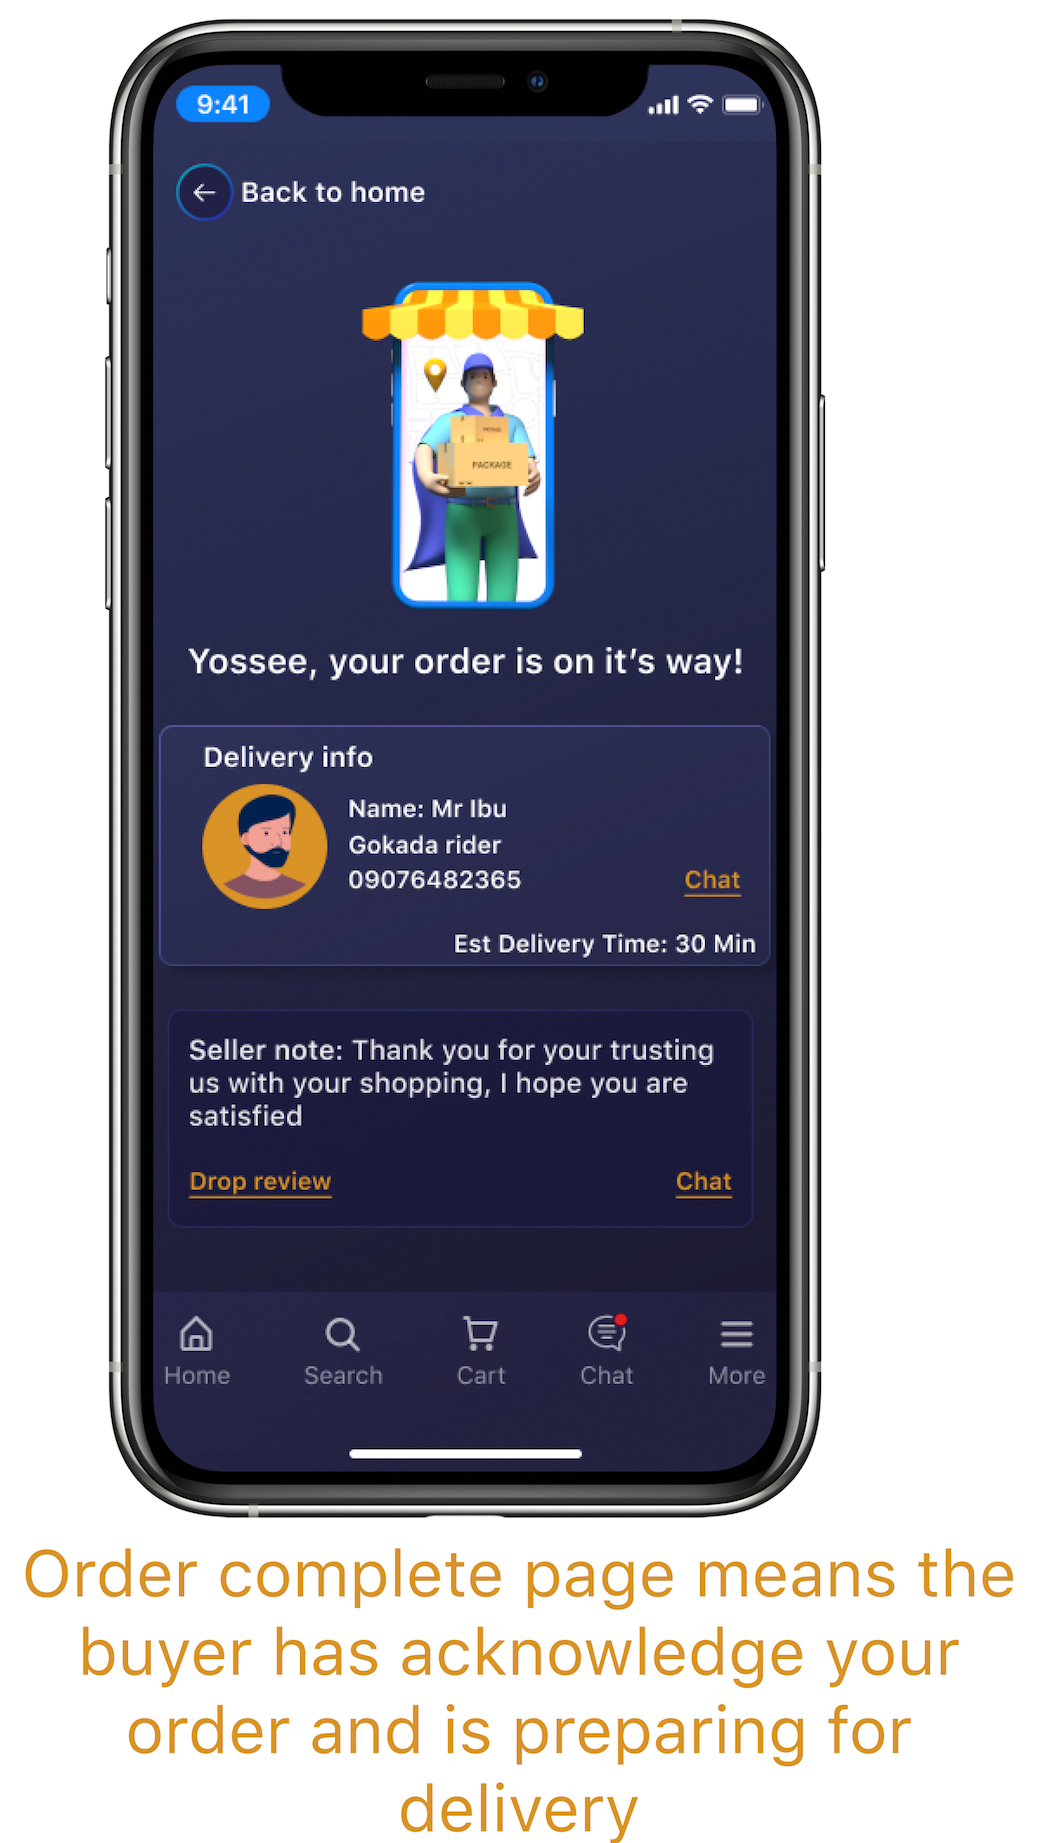 9:41
Back to home
PACKAGE
Yossee, your order is on it's way!
Delivery info
Name: Mr Ibu
Gokada rider
09076482365
Chat
Est Delivery Time: 30 Min
Seller note: Thank you for your trusting
us with your shopping, I hope you are
satisfied
Drop review
Chat
Home
Search
Cart
Chat
More
Order complete page means the
buyer has acknowledge your
order and is preparing for
delivery